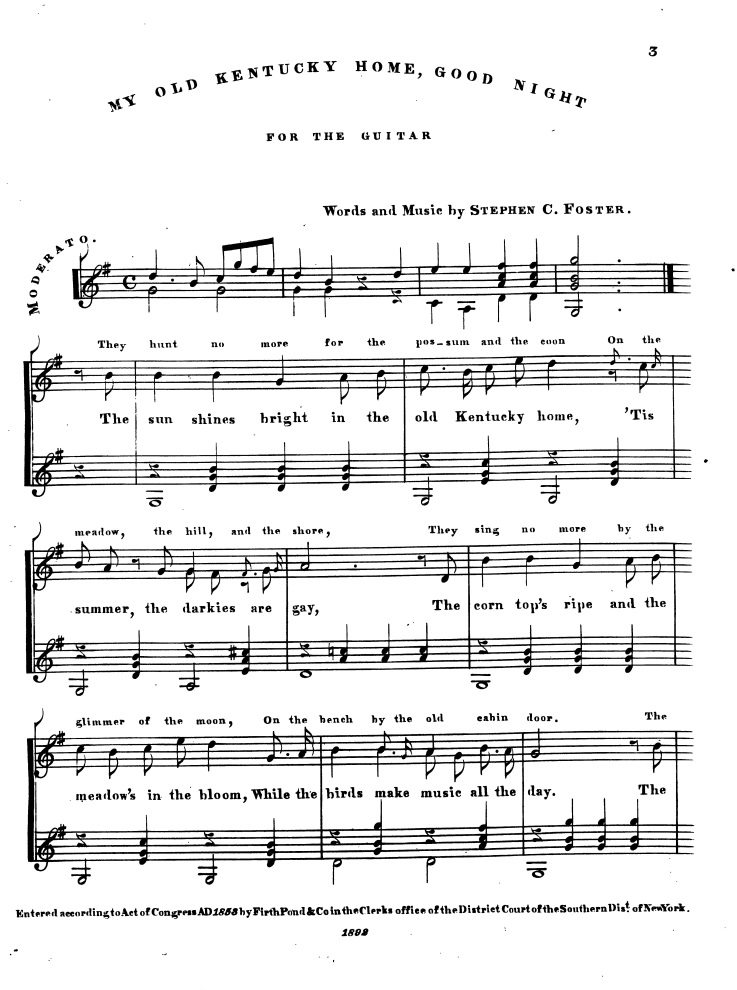 3
MY OLD KENTUCKY HOME, GOOD NIGHT
FOR THE GUITAR
Words and Music by STEPHEN C. FOSTER.
MODERATO.
They hunt no more for the pos-sum and the coon On the
The sun shines bright in the old Kentucky home, 'Tis
meadow, the hill, and the shore, They sing no more by the
summer, the darkies are gay, The corn top's ripe and the
glimmer of the moon, On the bench by the old cabin door. The
meadow's in the bloom, While the birds make music all the day. The
Entered according to Act of Congress AD 1853 by Firth Pond & Co in the Clerks office of the District Court of the Southern Dist. of New York.
1892